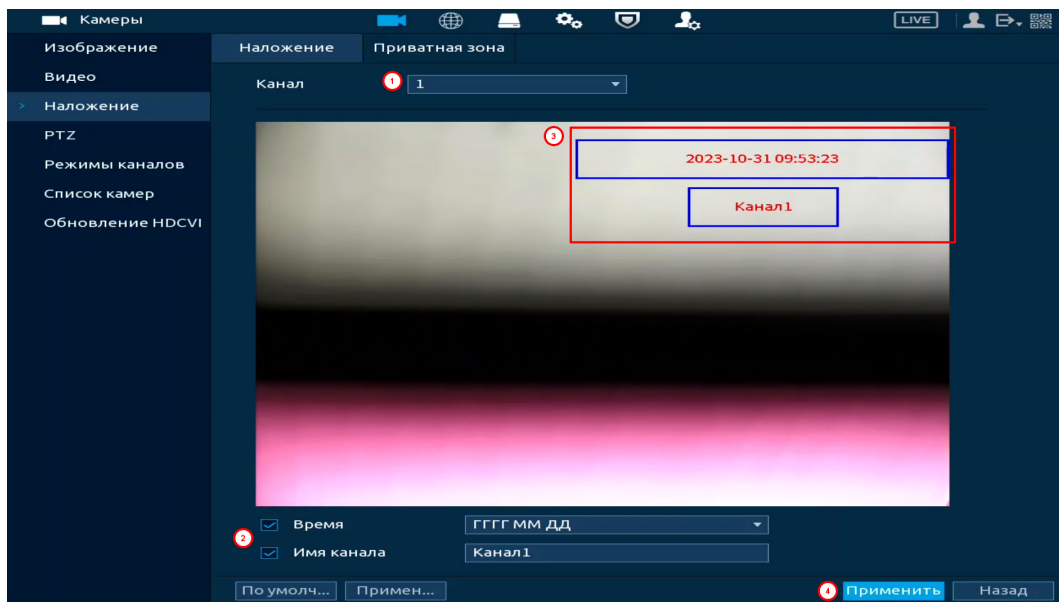 Камеры LIVE
Изображение
Видео
> Наложение
PTZ
Режимы каналов
Список камер
Обновление HDCVI
Наложение Приватная зона
Канал 1 1
3
2023-10-31 09:53:23
Канал1
2
Время ГГГГ ММ ДД
Имя канала Канал1
По умолч... Примен... 4 Применить Назад